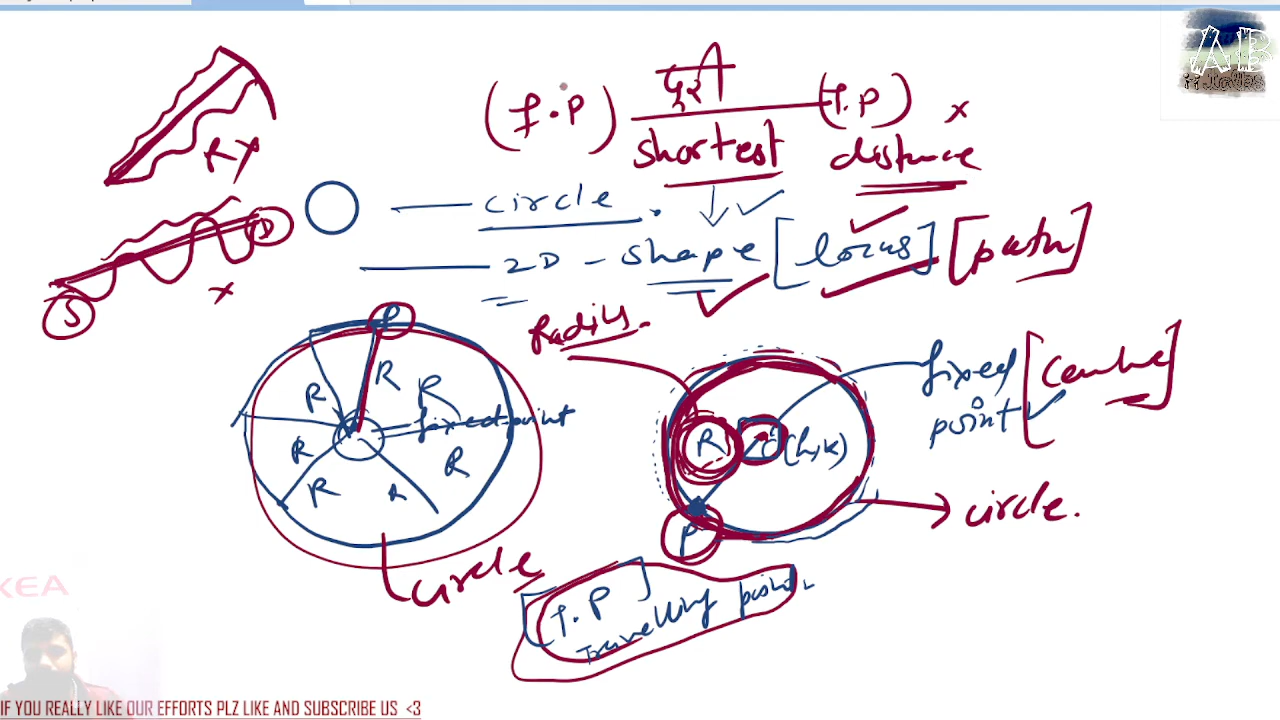 (f.P) दूरी (t.P) x
shortest distance
circle.
2D - shape [locus] [path]
S D x
P
R R R R R R
fixed point
circle
Radius.
R C (h,k)
P
fixed point [Centre]
circle.
[t.P]
Travelling point.
AB
IF YOU REALLY LIKE OUR EFFORTS PLZ LIKE AND SUBSCRIBE US <3